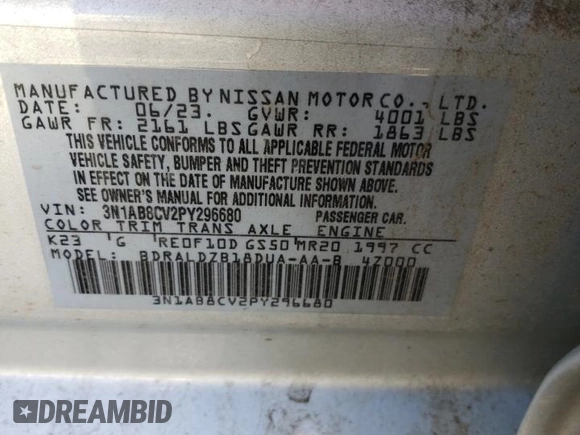 MANUFACTURED BY NISSAN MOTOR CO., LTD.
DATE: 06/23. GVWR: 4001 LBS
GAWR FR: 2161 LBS GAWR RR: 1863 LBS
THIS VEHICLE CONFORMS TO ALL APPLICABLE FEDERAL MOTOR
VEHICLE SAFETY, BUMPER AND THEFT PREVENTION STANDARDS
IN EFFECT ON THE DATE OF MANUFACTURE SHOWN ABOVE.
SEE OWNER'S MANUAL FOR ADDITIONAL INFORMATION.
VIN: 3N1AB8CV2PY296680 PASSENGER CAR.
COLOR TRIM TRANS AXLE ENGINE
K23 G RE0F10D GS50 MR20 1997 CC
MODEL: BDRALDZB18DUA-AA-B 4Z000
3N1AB8CV2PY296680
DREAMBID